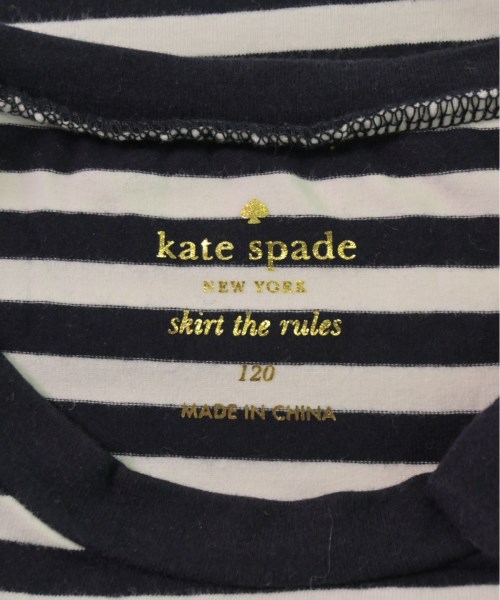 kate spade
NEW YORK
skirt the rules
120
MADE IN CHINA